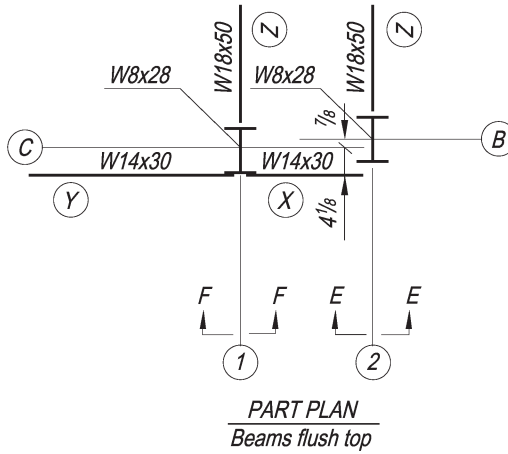 W18x50
Z
W18x50
Z
W8x28
W8x28
7/8
C
B
W14x30
W14x30
Y
X
4 1/8
F
F
E
E
1
2
PART PLAN
Beams flush top